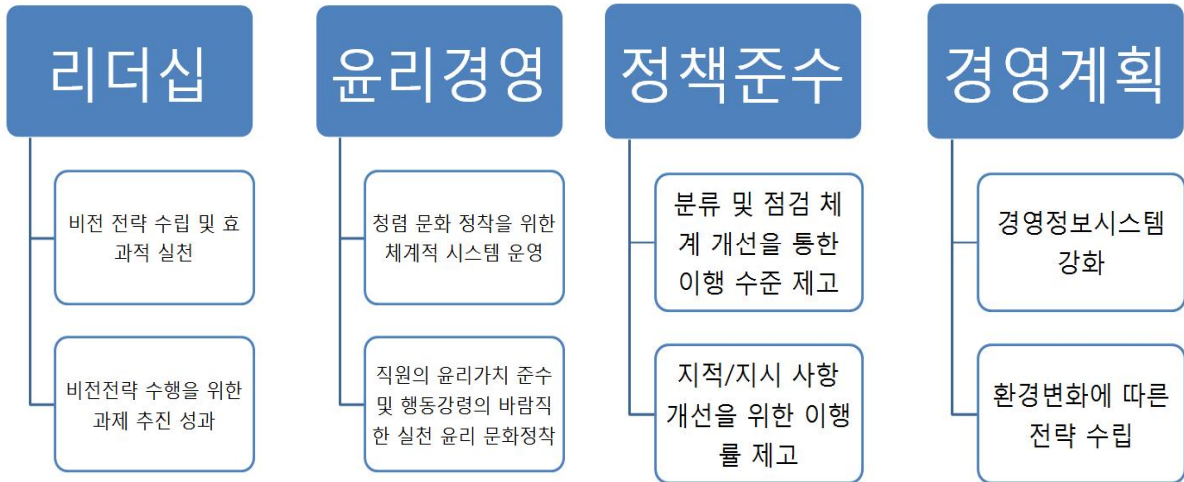 리더십
비전 전략 수립 및 효
과적 실천
비전전략 수행을 위한
과제 추진 성과
윤리경영
청렴 문화 정착을 위한
체계적 시스템 운영
직원의 윤리가치 준수
및 행동강령의 바람직
한 실천 윤리 문화정착
정책준수
분류 및 점검 체
계 개선을 통한
이행 수준 제고
지적/지시 사항
개선을 위한 이행
률 제고
경영계획
경영정보시스템
강화
환경변화에 따른
전략 수립